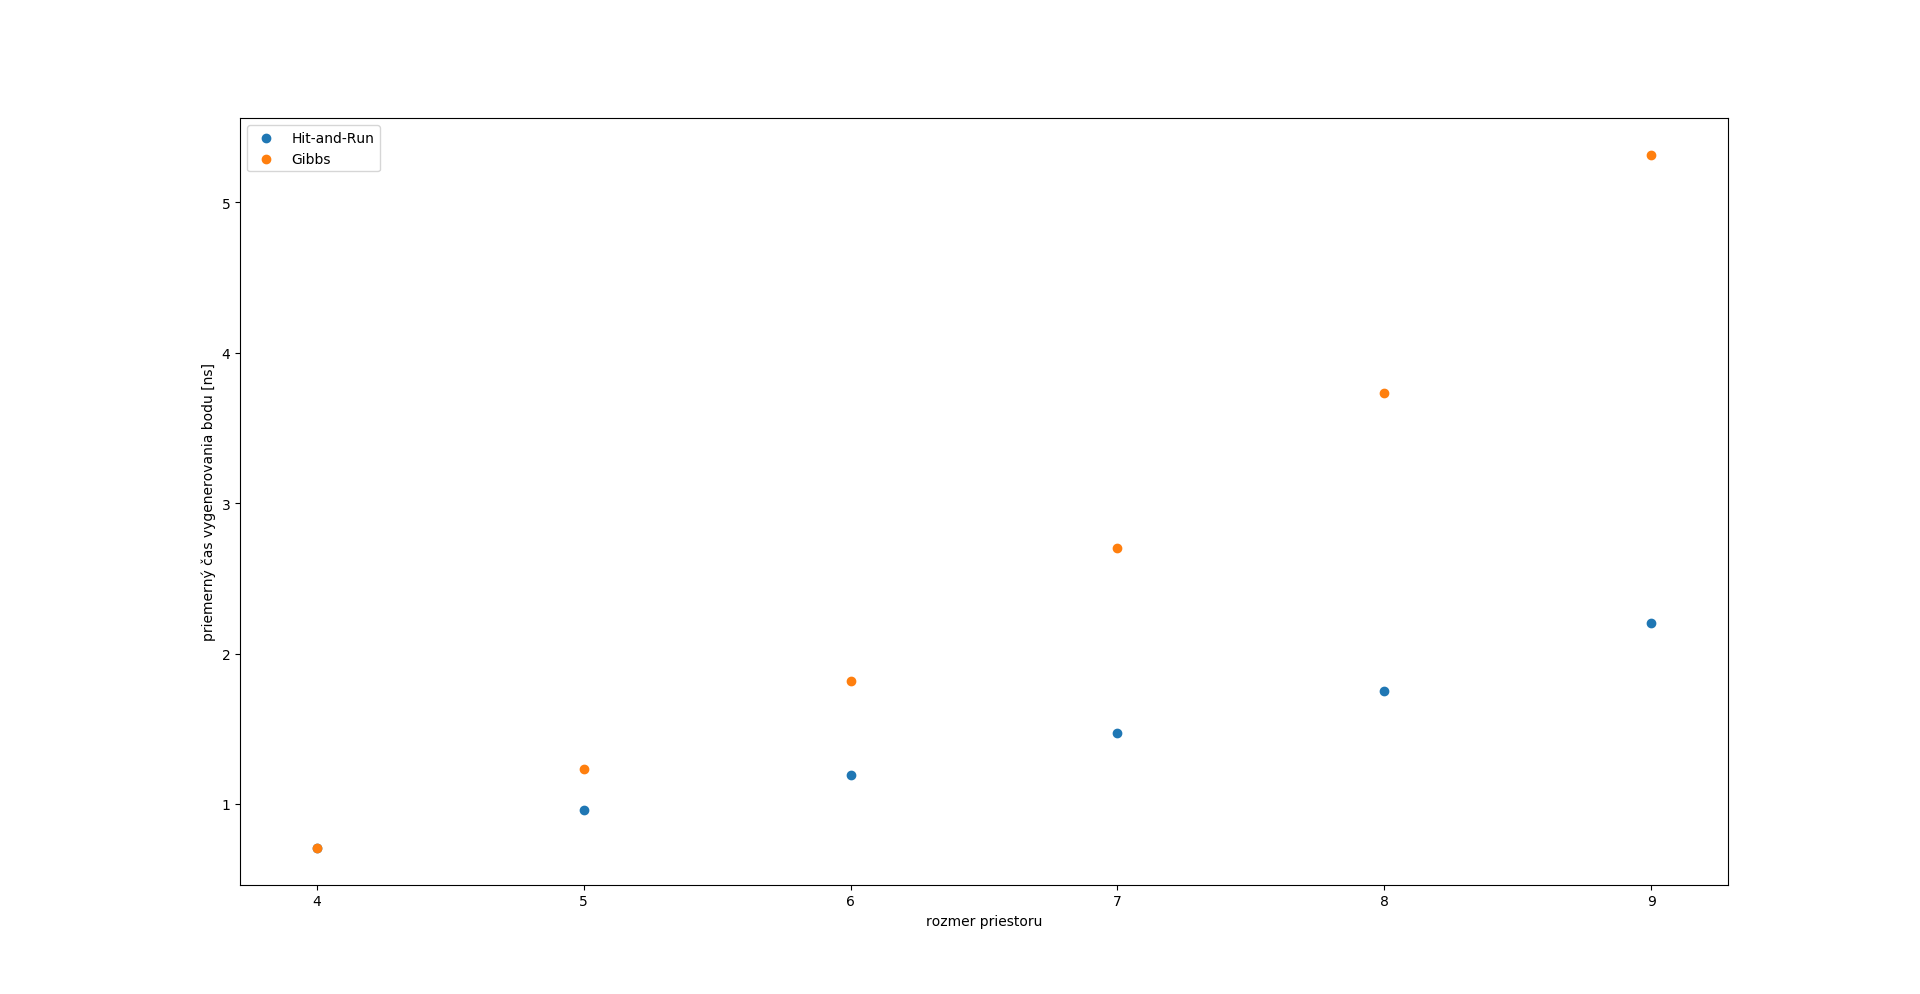 Hit-and-Run
Gibbs
5
4
3
2
1
priemerný čas vygenerovania bodu [ns]
4 5 6 7 8 9
rozmer priestoru